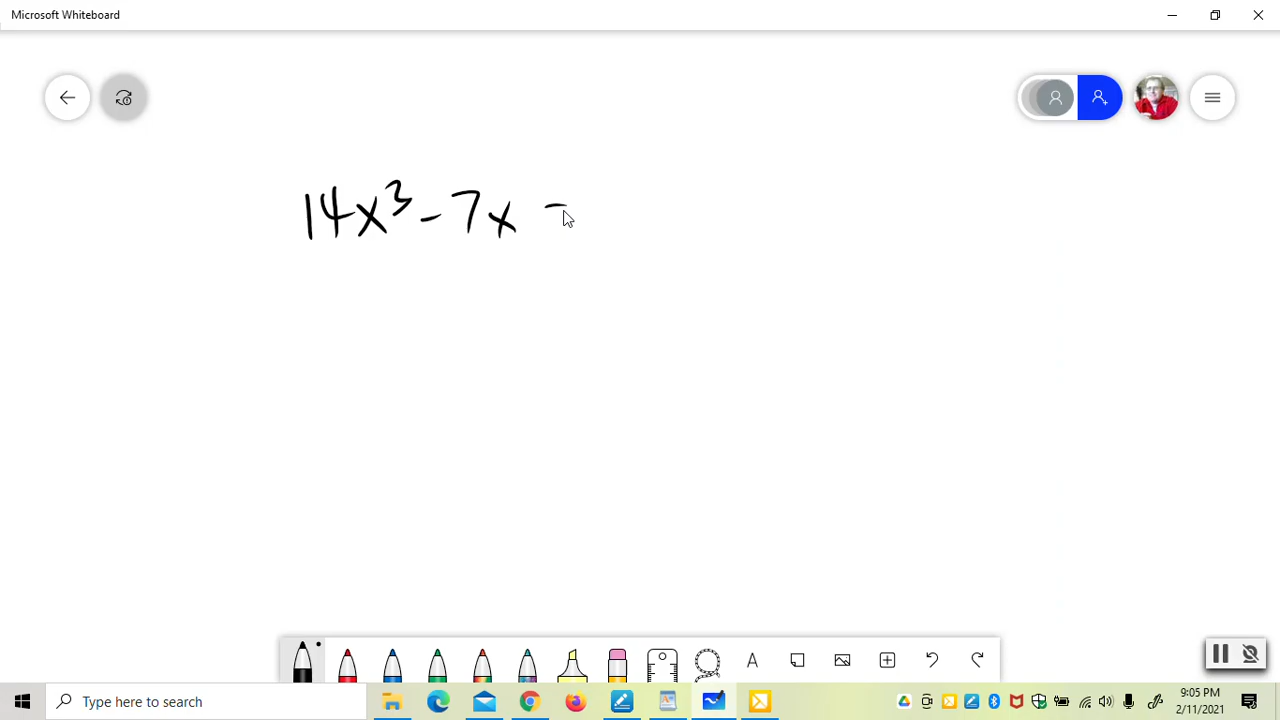 Microsoft Whiteboard
14x³ - 7x =
A
Type here to search
9:05 PM
2/11/2021